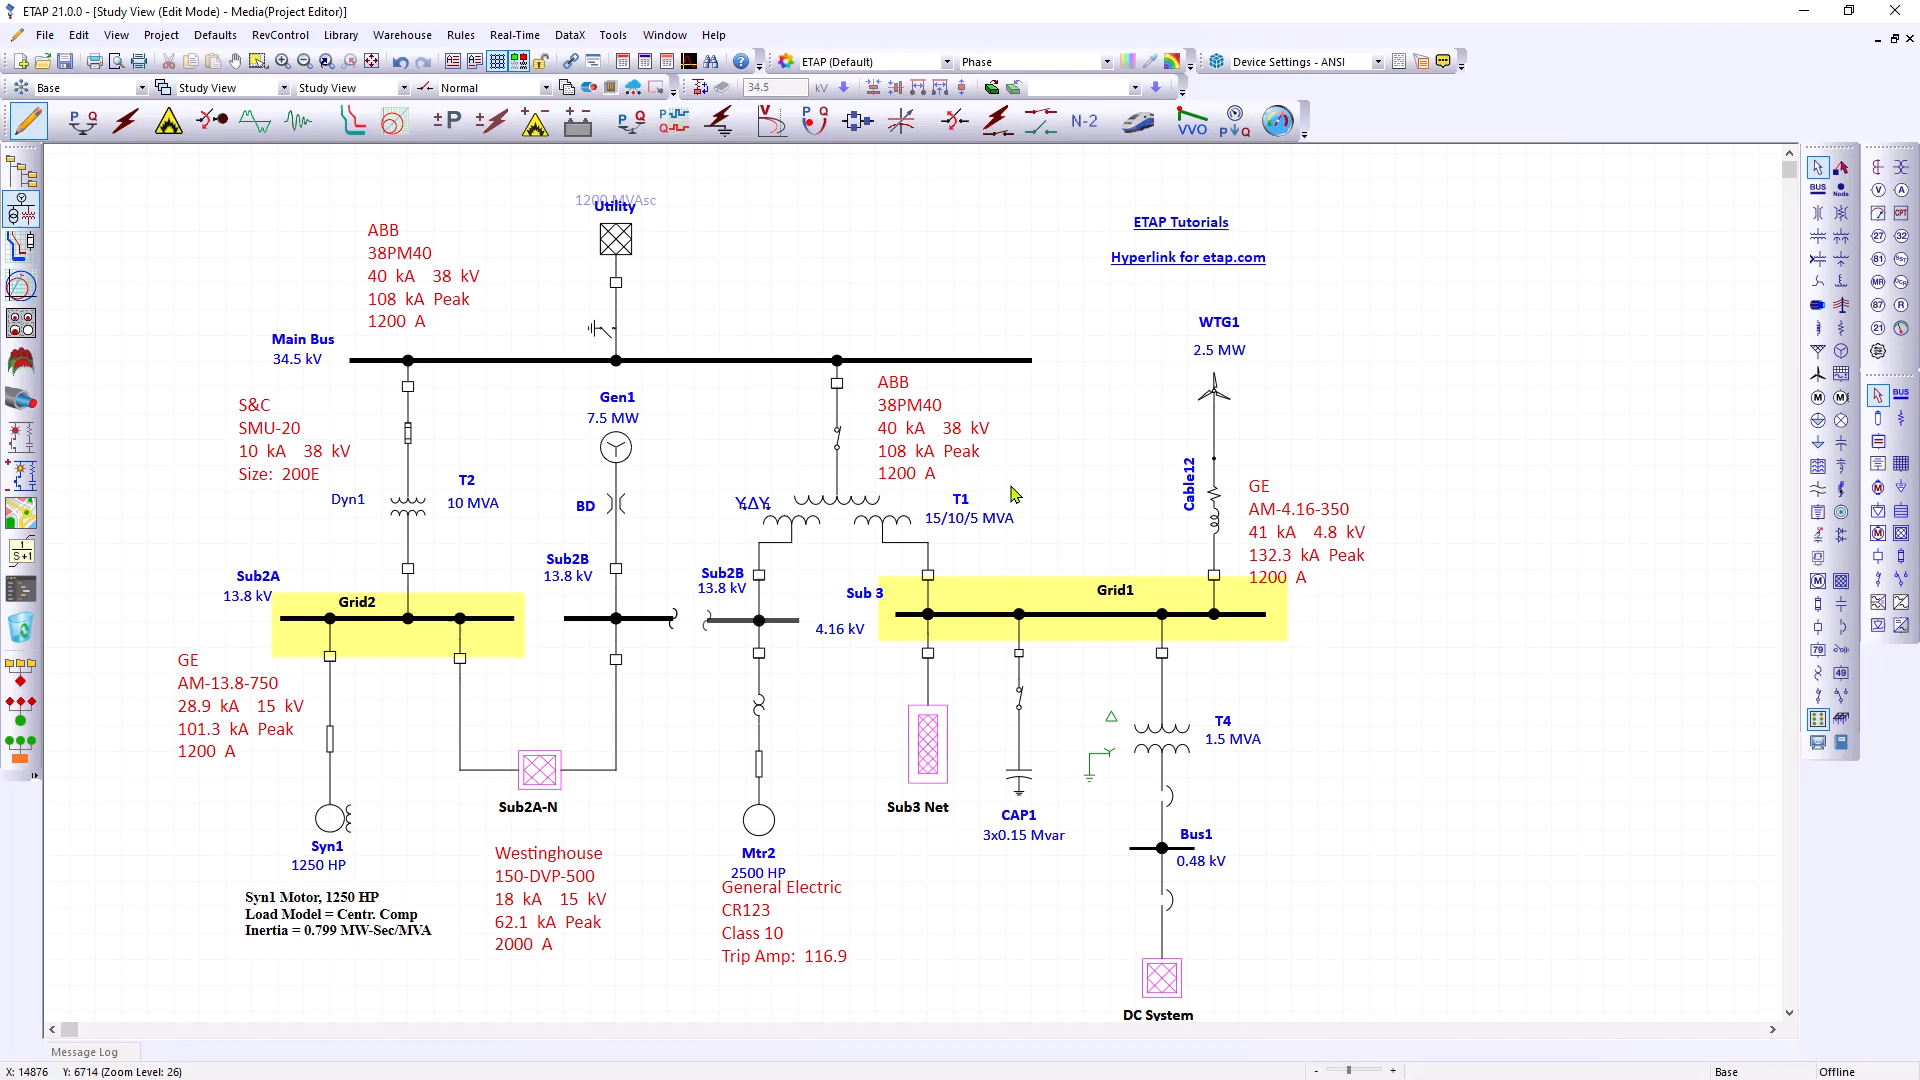 ETAP 21.0.0 - [Study View (Edit Mode) - Media(Project Editor)]
File Edit View Project Defaults RevControl Library Warehouse Rules Real-Time DataX Tools Window Help
ETAP (Default) Phase Device Settings - ANSI
Base Study View Study View Normal 34.5 kV
N-2
VVO
1200 MVAsc
Utility
ABB
38PM40
40 kA 38 kV
108 kA Peak
1200 A
ETAP Tutorials
Hyperlink for etap.com
Main Bus
34.5 kV
WTG1
2.5 MW
S&C
SMU-20
10 kA 38 kV
Size: 200E
Gen1
7.5 MW
ABB
38PM40
40 kA 38 kV
108 kA Peak
1200 A
Dyn1
T2
10 MVA
BD
T1
15/10/5 MVA
Cable12
GE
AM-4.16-350
41 kA 4.8 kV
132.3 kA Peak
1200 A
Sub2A
13.8 kV
Grid2
Sub2B
13.8 kV
Sub2B
13.8 kV
Sub 3
4.16 kV
Grid1
GE
AM-13.8-750
28.9 kA 15 kV
101.3 kA Peak
1200 A
Sub2A-N
Sub3 Net
CAP1
3x0.15 Mvar
T4
1.5 MVA
Bus1
0.48 kV
Syn1
1250 HP
Mtr2
2500 HP
Syn1 Motor, 1250 HP
Load Model = Centr. Comp
Inertia = 0.799 MW-Sec/MVA
Westinghouse
150-DVP-500
18 kA 15 kV
62.1 kA Peak
2000 A
General Electric
CR123
Class 10
Trip Amp: 116.9
DC System
BUS
Node
CPT
BUS
Message Log
X: 14876 Y: 6714 (Zoom Level: 26)
Base Offline